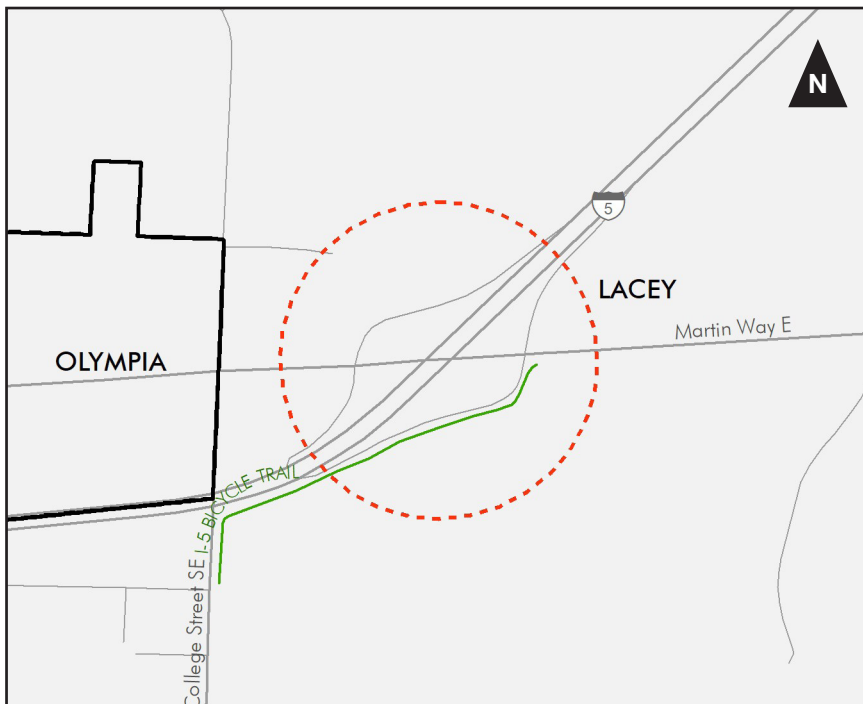 N
5
LACEY
Martin Way E
OLYMPIA
I-5 BICYCLE TRAIL
College Street SE